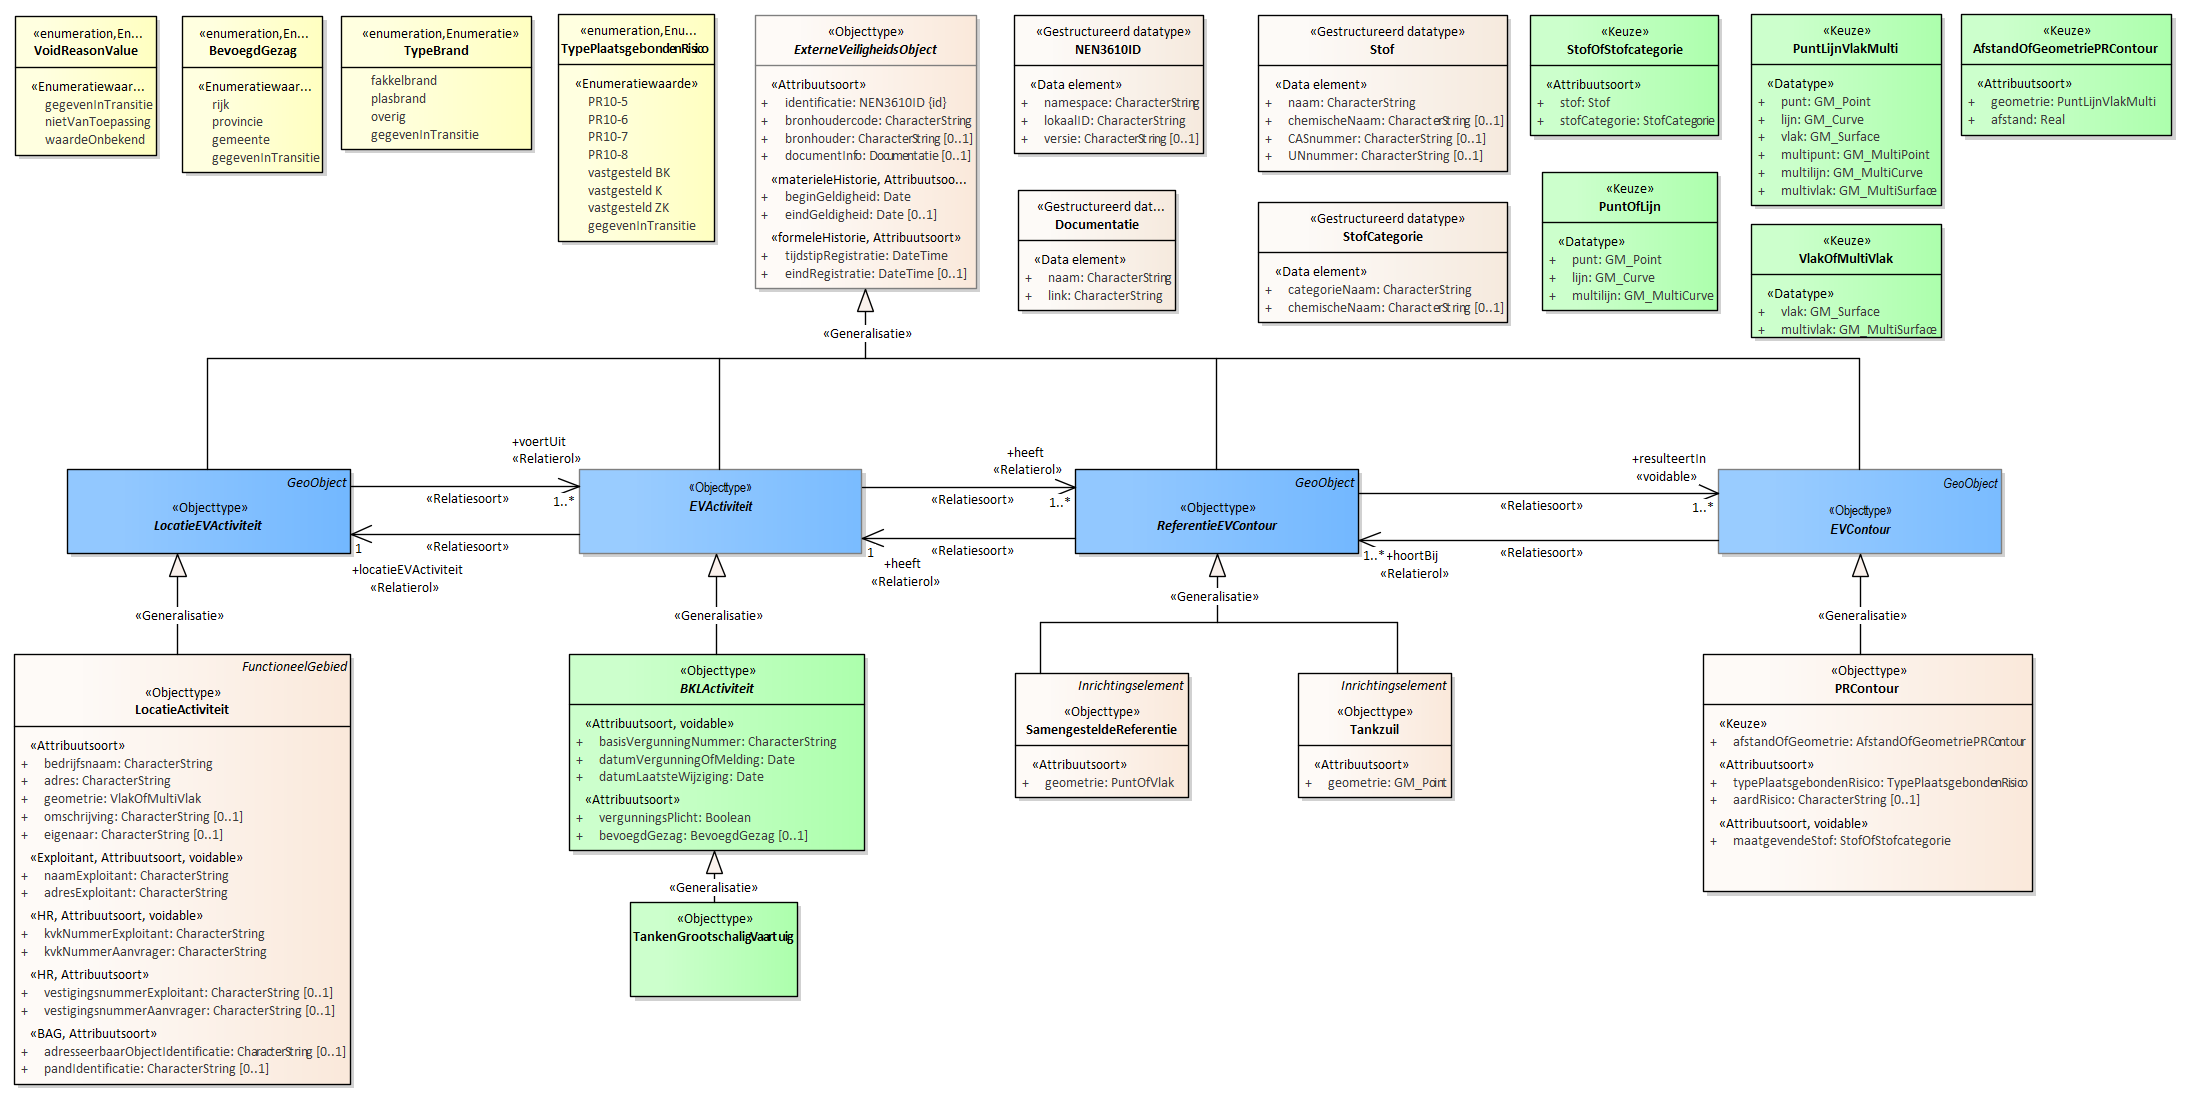 «enumeration,En...
VoidReasonValue
«Enumeratiewaar...
gegevenInTransitie
nietVanToepassing
waardeOnbekend
«enumeration,En...
BevoegdGezag
«Enumeratiewaar...
rijk
provincie
gemeente
gegevenInTransitie
«enumeration,Enumeratie»
TypeBrand
fakkelbrand
plasbrand
overig
gegevenInTransitie
«enumeration,Enu...
TypePlaatsgebondenRisico
«Enumeratiewaarde»
PR10-5
PR10-6
PR10-7
PR10-8
vastgesteld BK
vastgesteld K
vastgesteld ZK
gegevenInTransitie
«Objecttype»
ExterneVeiligheidsObject
«Attribuutsoort»
+ identificatie: NEN3610ID {id}
+ bronhoudercode: CharacterString
+ bronhouder: CharacterString [0..1]
+ documentInfo: Documentatie [0..1]
«materieleHistorie, Attribuutsoo...
+ beginGeldigheid: Date
+ eindGeldigheid: Date [0..1]
«formeleHistorie, Attribuutsoort»
+ tijdstipRegistratie: DateTime
+ eindRegistratie: DateTime [0..1]
«Gestructureerd datatype»
NEN3610ID
«Data element»
+ namespace: CharacterString
+ lokaalID: CharacterString
+ versie: CharacterString [0..1]
«Gestructureerd dat...
Documentatie
«Data element»
+ naam: CharacterString
+ link: CharacterString
«Gestructureerd datatype»
Stof
«Data element»
+ naam: CharacterString
+ chemischeNaam: CharacterString [0..1]
+ CASnummer: CharacterString [0..1]
+ UNnummer: CharacterString [0..1]
«Gestructureerd datatype»
StofCategorie
«Data element»
+ categorieNaam: CharacterString
+ chemischeNaam: CharacterString [0..1]
«Keuze»
StofOfStofcategorie
«Attribuutsoort»
+ stof: Stof
+ stofCategorie: StofCategorie
«Keuze»
PuntOfLijn
«Datatype»
+ punt: GM_Point
+ lijn: GM_Curve
+ multilijn: GM_MultiCurve
«Keuze»
PuntLijnVlakMulti
«Datatype»
+ punt: GM_Point
+ lijn: GM_Curve
+ vlak: GM_Surface
+ multipunt: GM_MultiPoint
+ multilijn: GM_MultiCurve
+ multivlak: GM_MultiSurface
«Keuze»
VlakOfMultiVlak
«Datatype»
+ vlak: GM_Surface
+ multivlak: GM_MultiSurface
«Keuze»
AfstandOfGeometriePRContour
«Attribuutsoort»
+ geometrie: PuntLijnVlakMulti
+ afstand: Real
«Generalisatie»
GeoObject
«Objecttype»
LocatieEVActiviteit
+voertUit
«Relatierol»
«Relatiesoort»
1..*
«Relatiesoort»
1
+locatieEVActiviteit
«Relatierol»
«Objecttype»
EVActiviteit
+heeft
«Relatierol»
«Relatiesoort»
1..*
«Relatiesoort»
1
+heeft
«Relatierol»
GeoObject
«Objecttype»
ReferentieEVContour
+resulteertIn
«voidable»
«Relatiesoort»
1..*
«Relatiesoort»
1..*
+hoortBij
«Relatierol»
GeoObject
«Objecttype»
EVContour
«Generalisatie»
«Generalisatie»
«Generalisatie»
«Generalisatie»
FunctioneelGebied
«Objecttype»
LocatieActiviteit
«Attribuutsoort»
+ bedrijfsnaam: CharacterString
+ adres: CharacterString
+ geometrie: VlakOfMultiVlak
+ omschrijving: CharacterString [0..1]
+ eigenaar: CharacterString [0..1]
«Exploitant, Attribuutsoort, voidable»
+ naamExploitant: CharacterString
+ adresExploitant: CharacterString
«HR, Attribuutsoort, voidable»
+ kvkNummerExploitant: CharacterString
+ kvkNummerAanvrager: CharacterString
«HR, Attribuutsoort»
+ vestigingsnummerExploitant: CharacterString [0..1]
+ vestigingsnummerAanvrager: CharacterString [0..1]
«BAG, Attribuutsoort»
+ adresseerbaarObjectIdentificatie: CharacterString [0..1]
+ pandIdentificatie: CharacterString [0..1]
«Objecttype»
BKLActiviteit
«Attribuutsoort, voidable»
+ basisVergunningNummer: CharacterString
+ datumVergunningOfMelding: Date
+ datumLaatsteWijziging: Date
«Attribuutsoort»
+ vergunningsPlicht: Boolean
+ bevoegdGezag: BevoegdGezag [0..1]
«Generalisatie»
«Objecttype»
TankenGrootschaligVaartuig
Inrichtingselement
«Objecttype»
SamengesteldeReferentie
«Attribuutsoort»
+ geometrie: PuntOfVlak
Inrichtingselement
«Objecttype»
Tankzuil
«Attribuutsoort»
+ geometrie: GM_Point
«Objecttype»
PRContour
«Keuze»
+ afstandOfGeometrie: AfstandOfGeometriePRContour
«Attribuutsoort»
+ typePlaatsgebondenRisico: TypePlaatsgebondenRisico
+ aardRisico: CharacterString [0..1]
«Attribuutsoort, voidable»
+ maatgevendeStof: StofOfStofcategorie